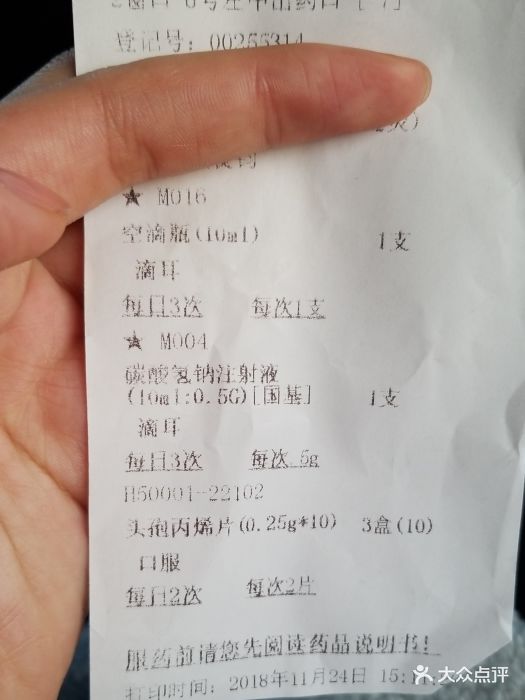 登记号: 00255314
★ M016
空滴瓶(10ml) 1支
滴耳
每日3次 每次1支
★ M004
碳酸氢钠注射液
(10ml:0.5G)[国基] 1支
滴耳
每日3次 每次.5g
H50001-22102
头孢丙烯片(0.25g*10) 3盒(10)
口服
每日2次 每次2片
服药前请您先阅读药品说明书!
打印时间: 2018年11月24日 15:
大众点评